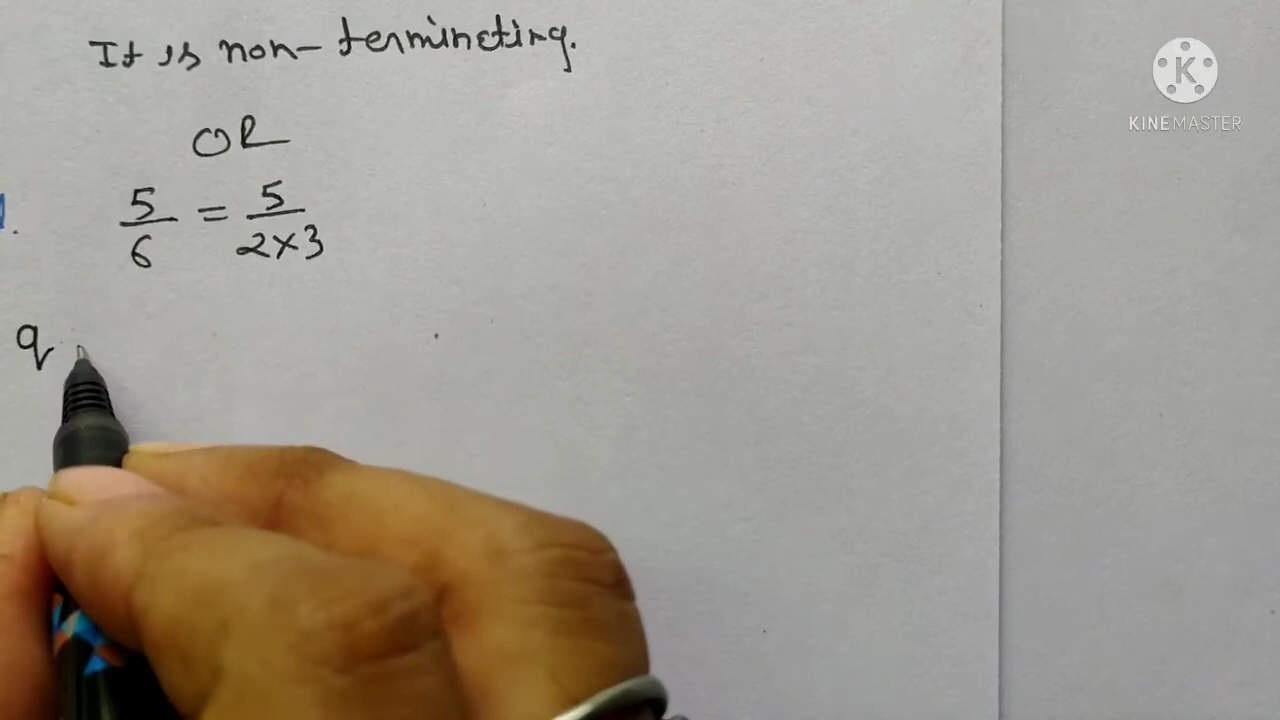 It is non-terminating.
OR
5/6 = 5/2×3
q
K
KINEMASTER